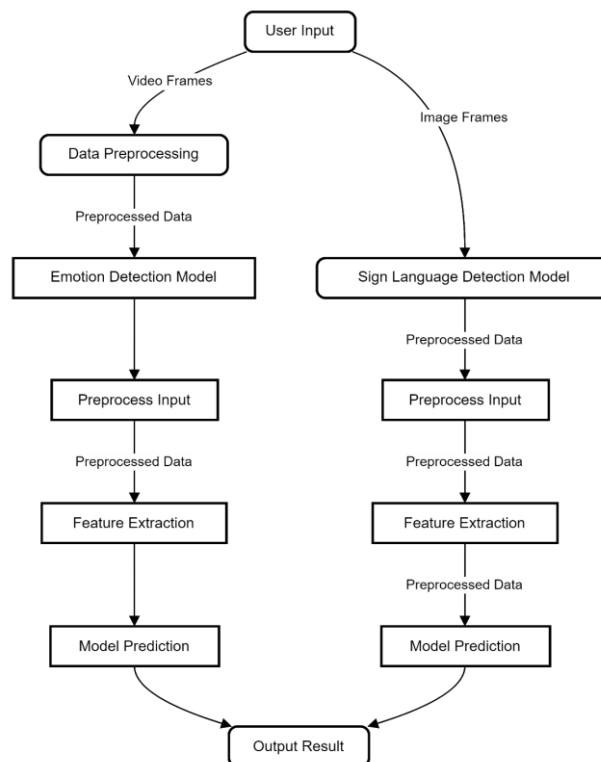 User Input
Video Frames
Image Frames
Data Preprocessing
Preprocessed Data
Emotion Detection Model
Sign Language Detection Model
Preprocessed Data
Preprocess Input
Preprocess Input
Preprocessed Data
Preprocessed Data
Feature Extraction
Feature Extraction
Preprocessed Data
Model Prediction
Model Prediction
Output Result